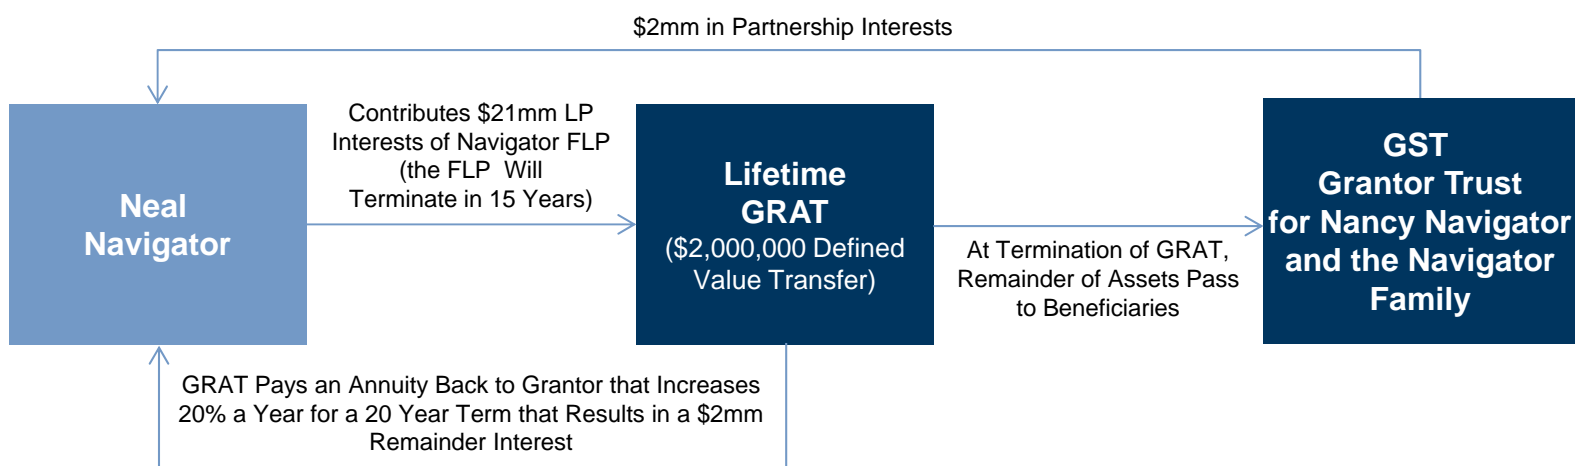 $2mm in Partnership Interests
Neal
Navigator
Contributes $21mm LP
Interests of Navigator FLP
(the FLP Will
Terminate in 15 Years)
Lifetime
GRAT
($2,000,000 Defined
Value Transfer)
At Termination of GRAT,
Remainder of Assets Pass
to Beneficiaries
GST
Grantor Trust
for Nancy Navigator
and the Navigator
Family
GRAT Pays an Annuity Back to Grantor that Increases
20% a Year for a 20 Year Term that Results in a $2mm
Remainder Interest